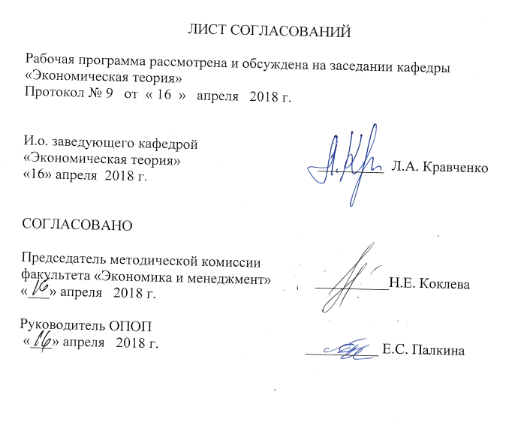 ЛИСТ СОГЛАСОВАНИЙ
Рабочая программа рассмотрена и обсуждена на заседании кафедры
«Экономическая теория»
Протокол № 9 от « 16 » апреля 2018 г.
И.о. заведующего кафедрой
«Экономическая теория»
«16» апреля 2018 г.
Л.А. Кравченко
СОГЛАСОВАНО
Председатель методической комиссии
факультета «Экономика и менеджмент»
Н.Е. Коклева
«16» апреля 2018 г.
Руководитель ОПОП
«16» апреля 2018 г.
Е.С. Палкина